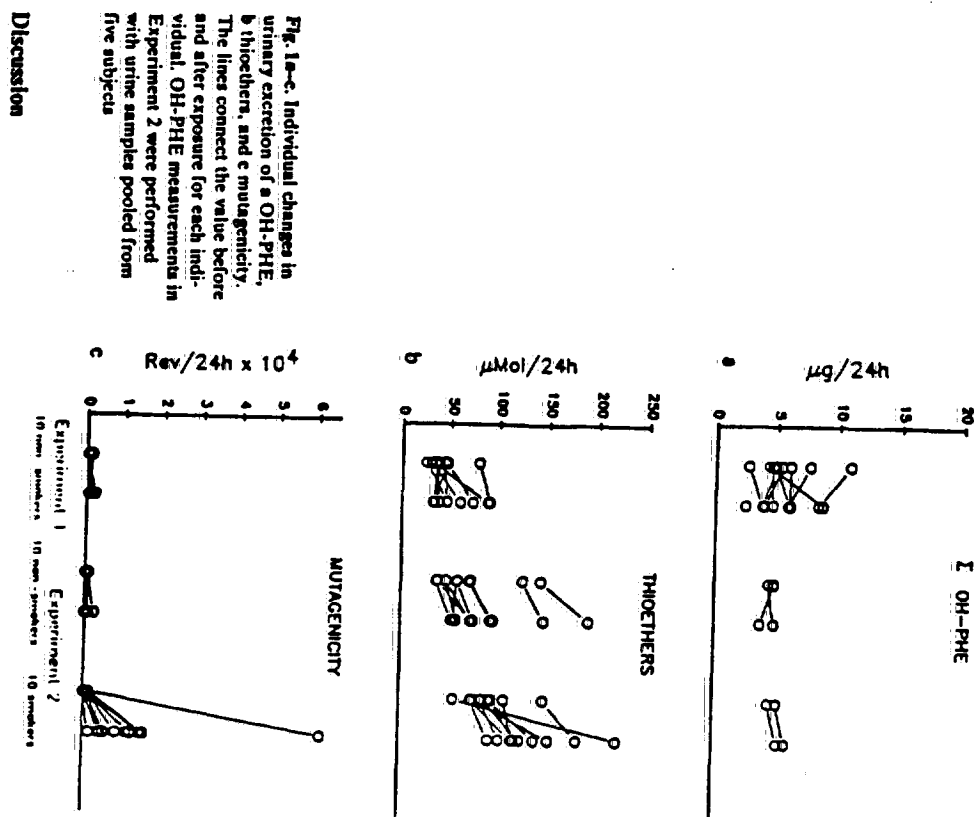 Fig. 1a–c. Individual changes in
urinary excretion of a OH-PHE,
b thioethers, and c mutagenicity.
The lines connect the value before
and after exposure for each indi-
vidual. OH-PHE measurements in
Experiment 2 were performed
with urine samples pooled from
five subjects
Discussion
Σ OH-PHE
20
15
10
5
0
μg/24h
a
THIOETHERS
250
200
150
100
50
0
μMol/24h
b
MUTAGENICITY
6
5
4
3
2
1
0
Rev/24h x 10⁴
c
Experiment 1
Experiment 2
10 non-smokers
10 non-smokers
10 smokers